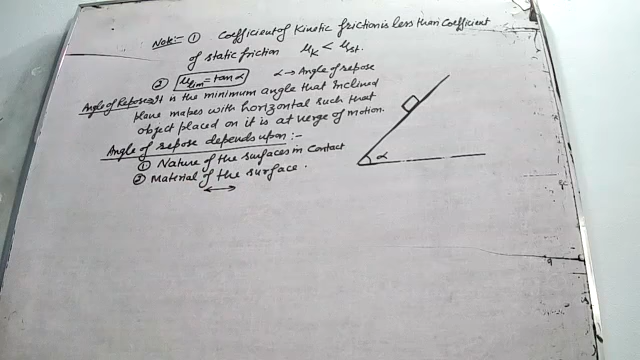 Note:- ① Coefficient of Kinetic friction is less than Coefficient
of static friction μk < μst.
② μlim = tan α α → Angle of repose
Angle of Repose:- It is the minimum angle that Inclined
plane makes with horizontal such that
object placed on it is at verge of motion.
Angle of repose depends upon:-
① Nature of the surfaces in Contact
② Material of the surface.
α